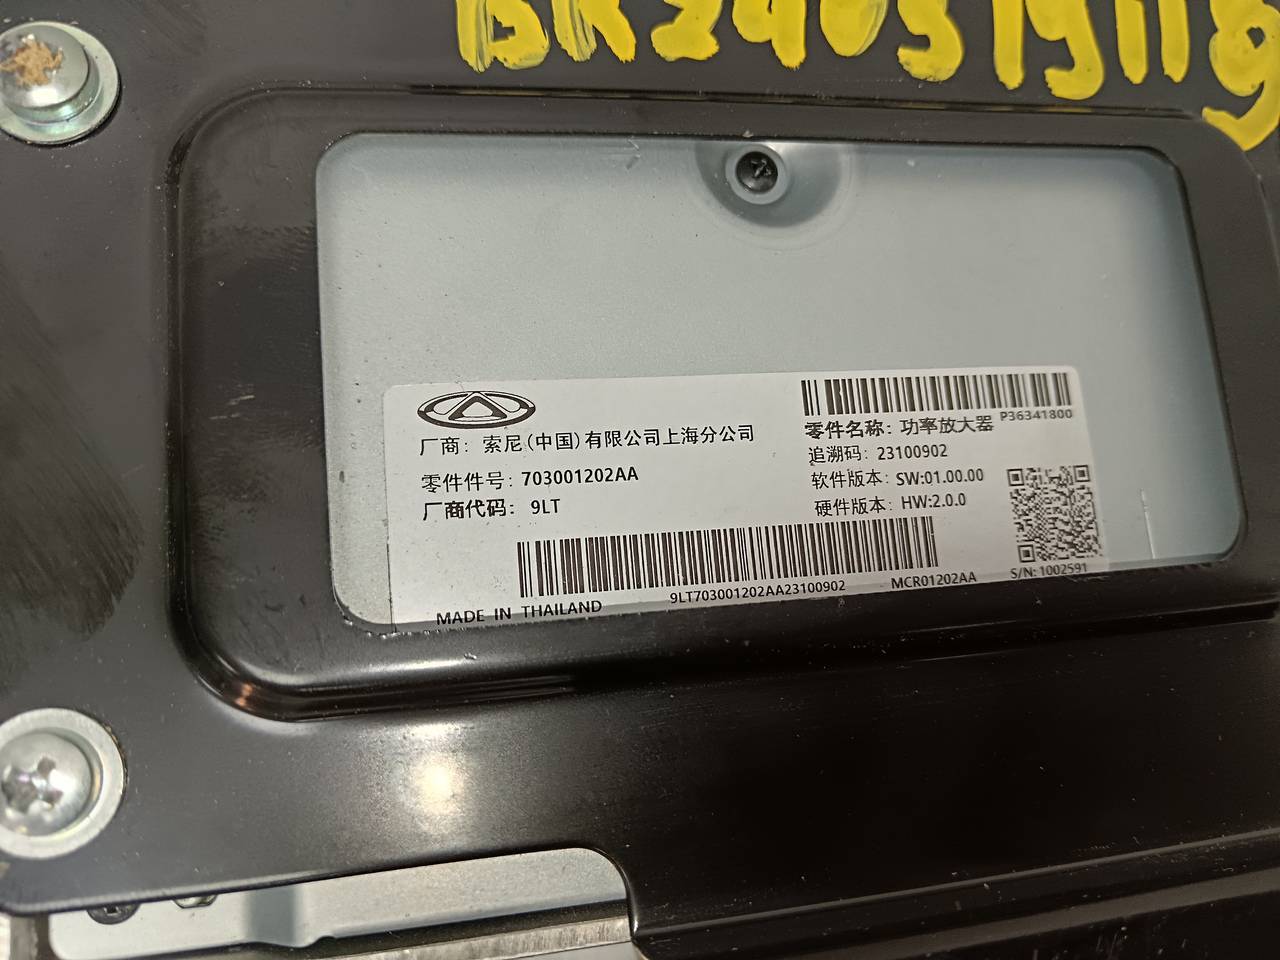 BR240519118
P36341800
厂商: 索尼(中国)有限公司上海分公司
零件名称: 功率放大器
追溯码: 23100902
零件件号: 703001202AA
软件版本: SW:01.00.00
厂商代码: 9LT
硬件版本: HW:2.0.0
S/N: 1002591
9LT703001202AA23100902
MCR01202AA
MADE IN THAILAND